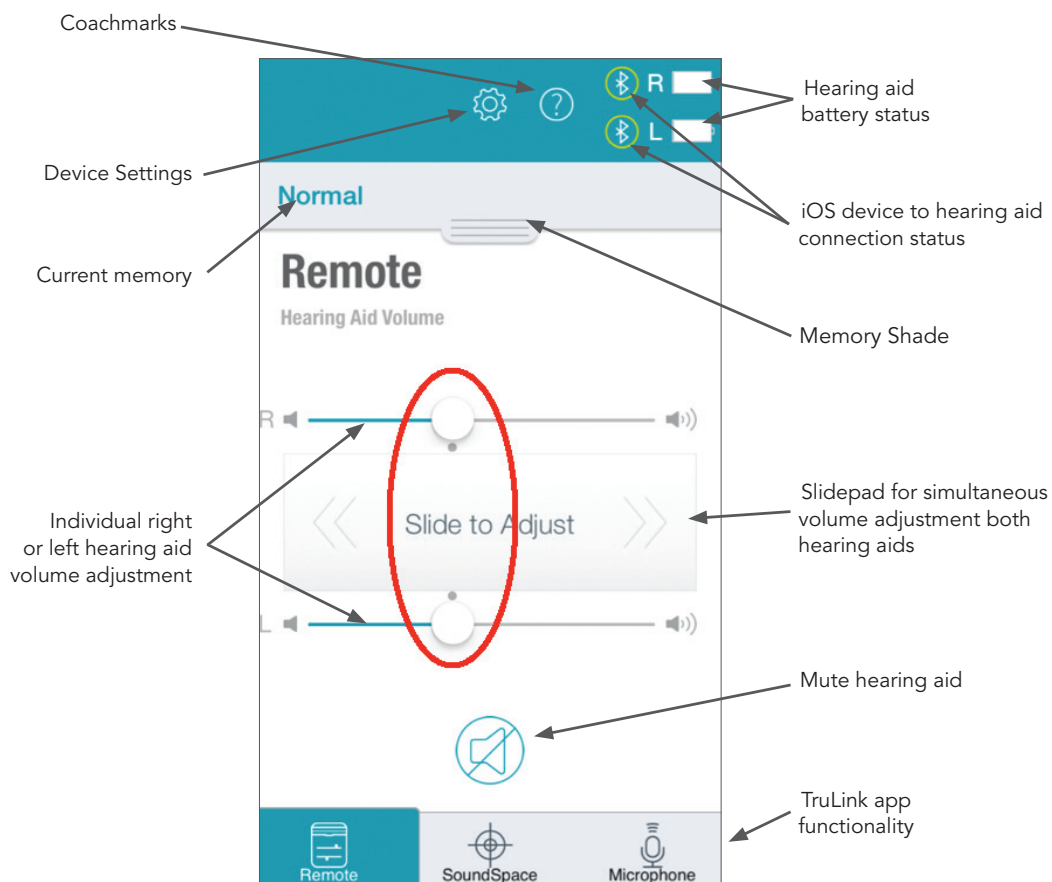 Coachmarks
R
Hearing aid
battery status
L
Device Settings
Normal
iOS device to hearing aid
connection status
Current memory
Remote
Hearing Aid Volume
Memory Shade
R
Slide to Adjust
Slidepad for simultaneous
volume adjustment both
hearing aids
Individual right
or left hearing aid
volume adjustment
L
Mute hearing aid
TruLink app
functionality
Remote
SoundSpace
Microphone